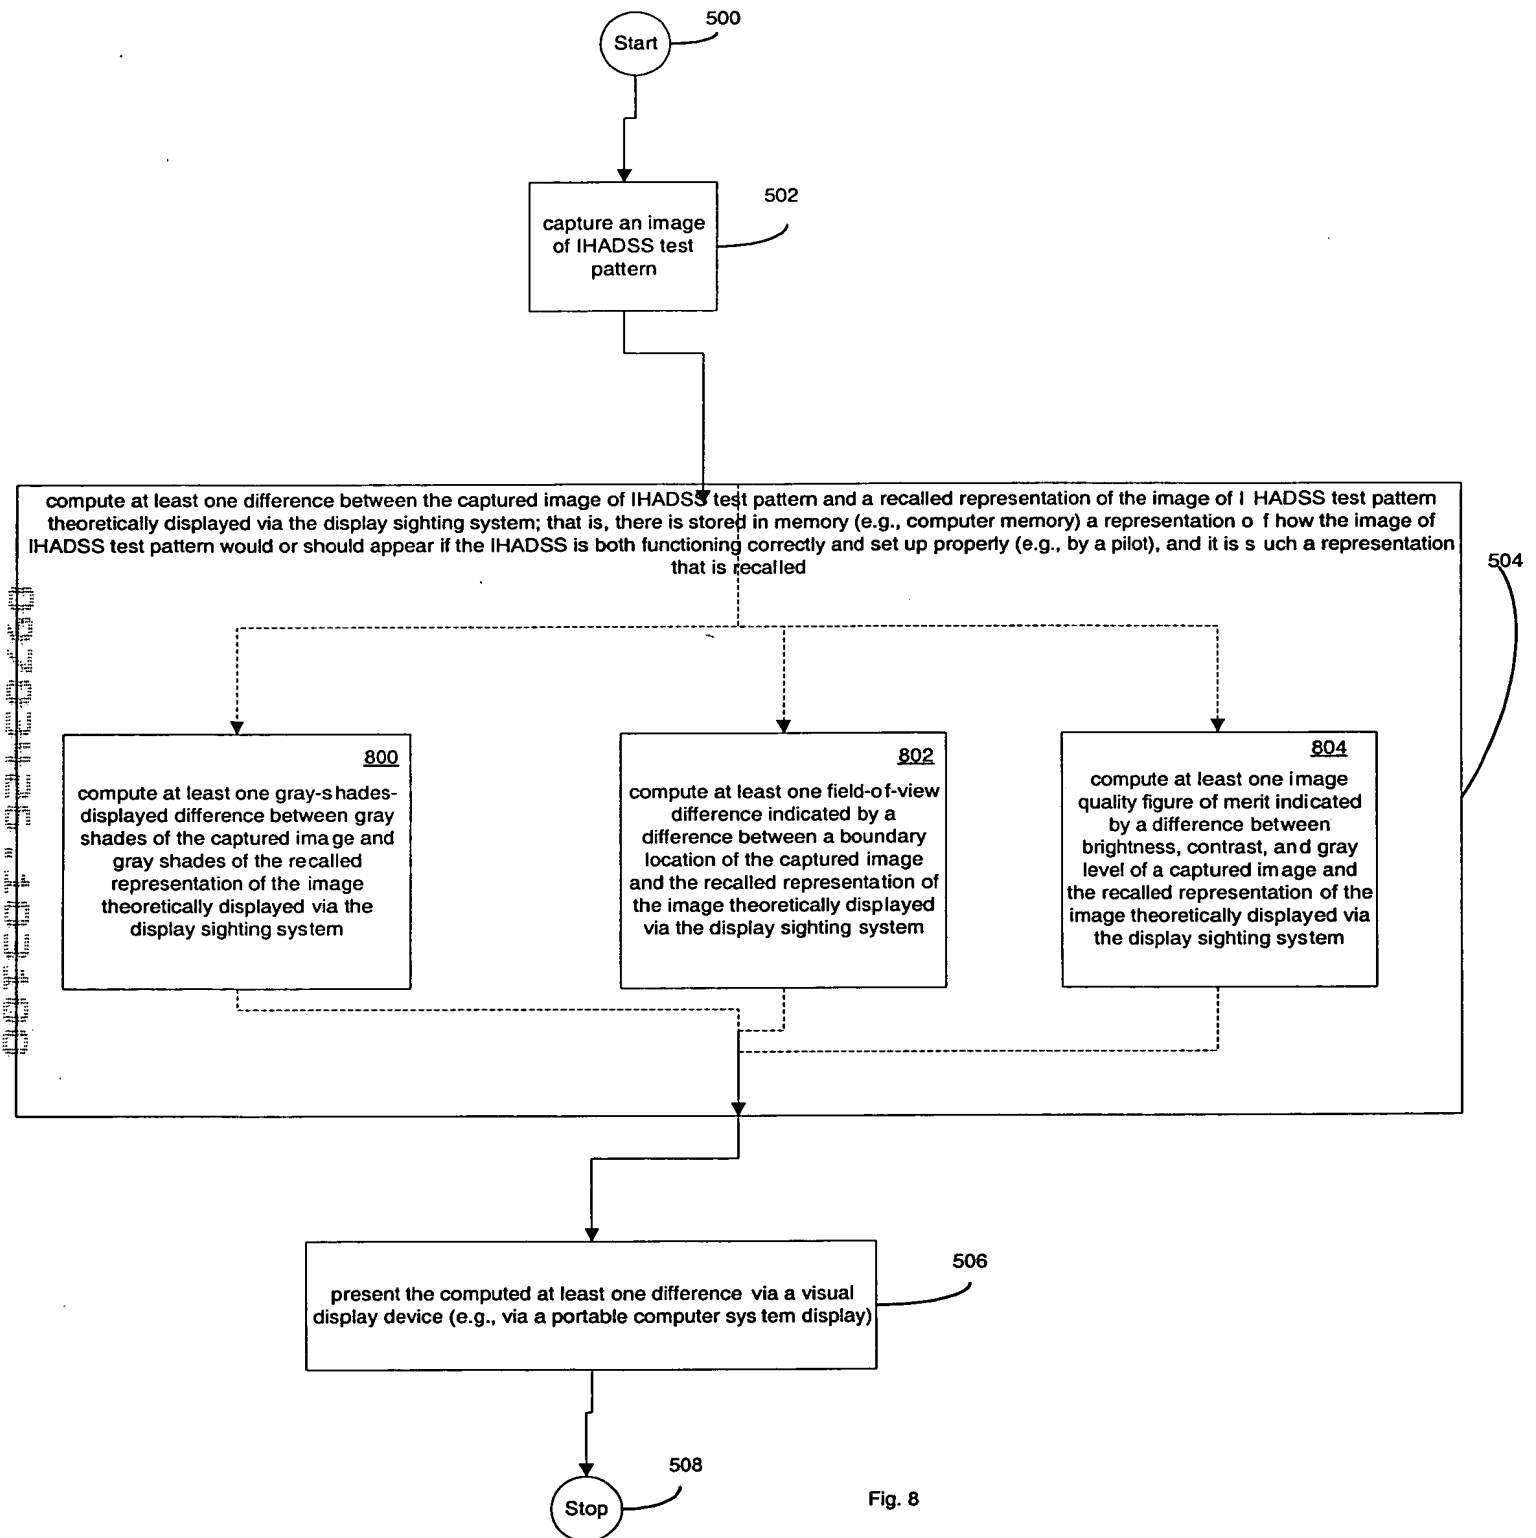 500
Start
502
capture an image
of IHADSS test
pattern
compute at least one difference between the captured image of IHADSS test pattern and a recalled representation of the image of I HADSS test pattern
theoretically displayed via the display sighting system; that is, there is stored in memory (e.g., computer memory) a representation o f how the image of
IHADSS test pattern would or should appear if the IHADSS is both functioning correctly and set up properly (e.g., by a pilot), and it is s uch a representation
that is recalled
504
800
compute at least one gray-shades-
displayed difference between gray
shades of the captured image and
gray shades of the recalled
representation of the image
theoretically displayed via the
display sighting system
802
compute at least one field-of-view
difference indicated by a
difference between a boundary
location of the captured image
and the recalled representation of
the image theoretically displayed
via the display sighting system
804
compute at least one image
quality figure of merit indicated
by a difference between
brightness, contrast, and gray
level of a captured image and
the recalled representation of the
image theoretically displayed via
the display sighting system
506
present the computed at least one difference via a visual
display device (e.g., via a portable computer sys tem display)
508
Stop
Fig. 8